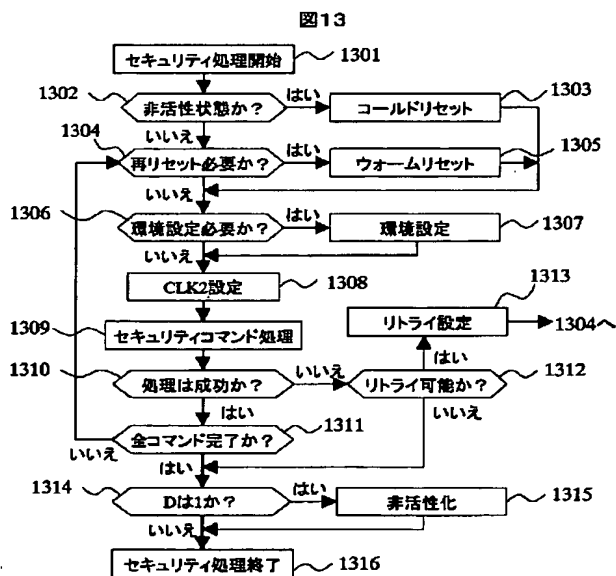 図13
セキュリティ処理開始 1301
1302 非活性状態か? はい コールドリセット 1303
いいえ
1304 再リセット必要か? はい ウォームリセット 1305
いいえ
1306 環境設定必要か? はい 環境設定 1307
いいえ
CLK2設定 1308
1309 セキュリティコマンド処理 リトライ設定 1313 1304へ
はい
1310 処理は成功か? いいえ リトライ可能か? 1312
はい いいえ
全コマンド完了か? 1311
いいえ はい
1314 Dは1か? はい 非活性化 1315
いいえ
セキュリティ処理終了 1316